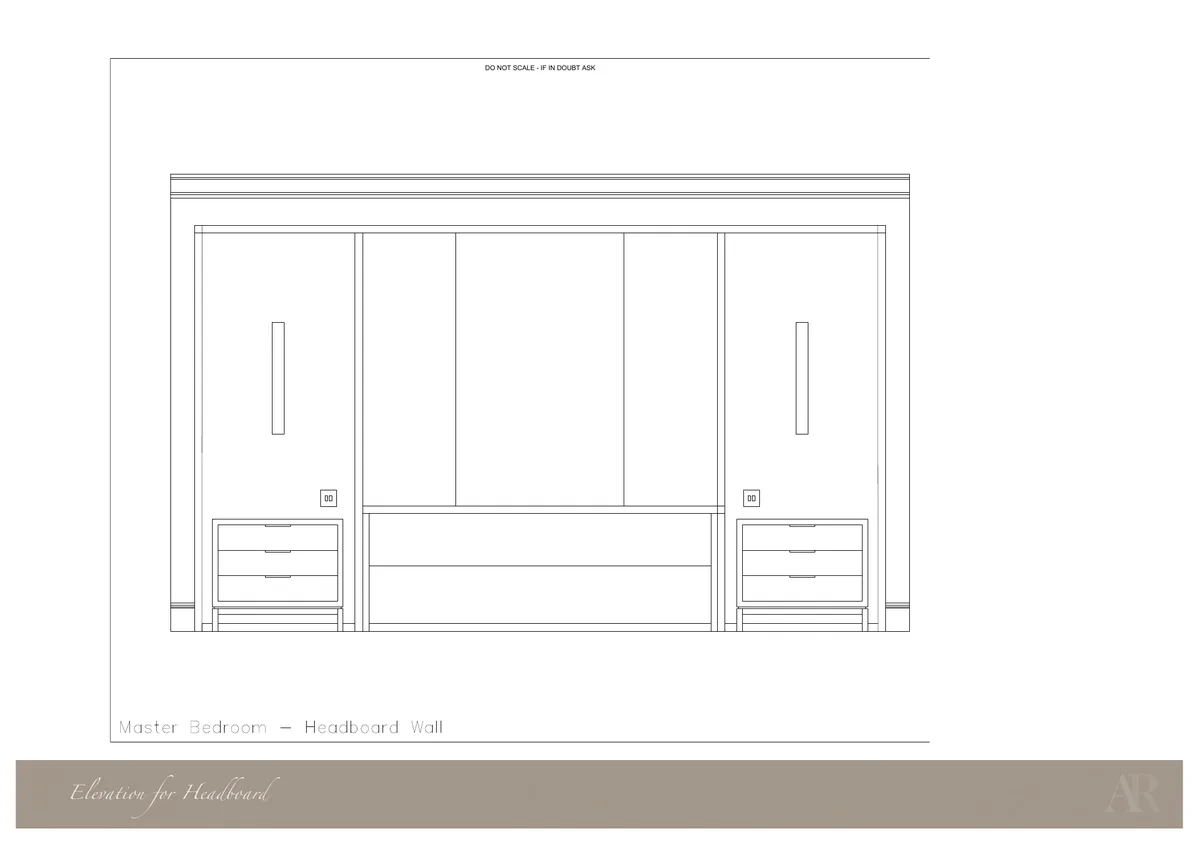 DO NOT SCALE - IF IN DOUBT ASK
Master Bedroom - Headboard Wall
Elevation for Headboard
AR